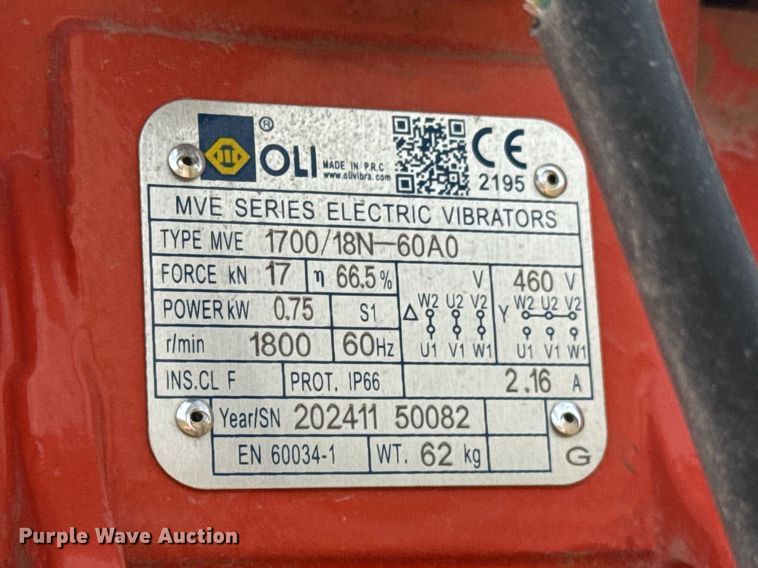 ® OLI MADE IN P.R.C
www.olivibra.com
CE
2195
MVE SERIES ELECTRIC VIBRATORS
TYPE MVE 1700/18N-60A0
FORCE kN 17 η 66.5% V 460 V
POWER kW 0.75 S1 Δ W2 U2 V2 Y W2 U2 V2
U1 V1 W1 U1 V1 W1
r/min 1800 60Hz
INS.CL F PROT. IP66 2.16 A
Year/SN 202411 50082
EN 60034-1 WT. 62 kg G
Purple Wave Auction